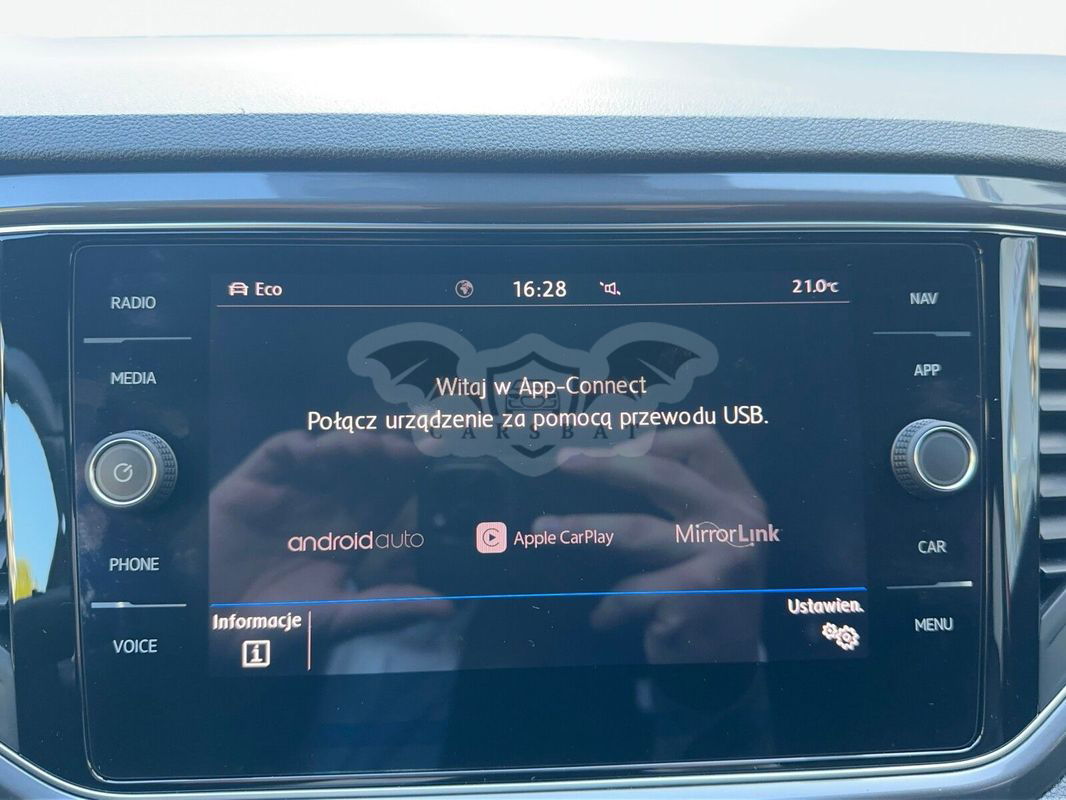 RADIO
MEDIA
PHONE
VOICE
Eco
16:28
21.0°C
Witaj w App-Connect
Połącz urządzenie za pomocą przewodu USB.
CARSBAT
androidauto
Apple CarPlay
MirrorLink
Informacje
i
Ustawien.
NAV
APP
CAR
MENU